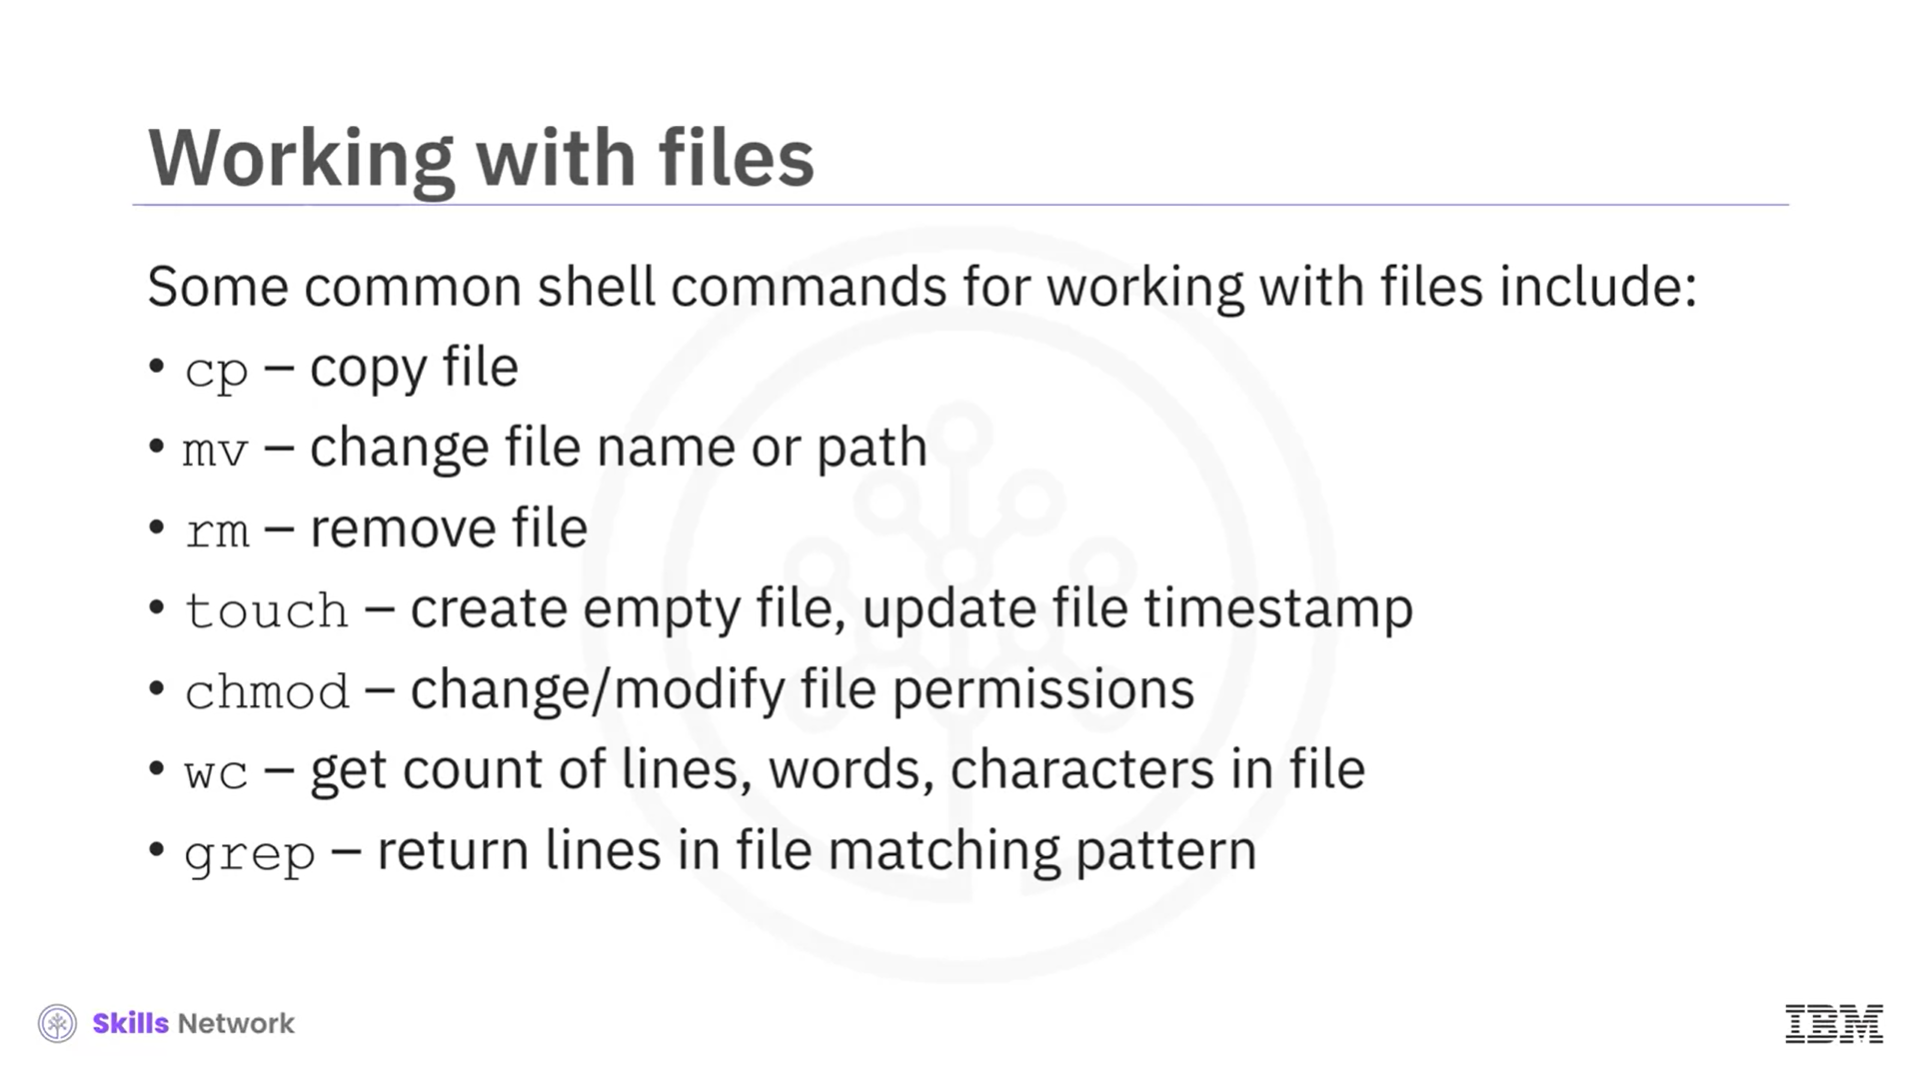 Working with files
Some common shell commands for working with files include:
• cp – copy file
• mv – change file name or path
• rm – remove file
• touch – create empty file, update file timestamp
• chmod – change/modify file permissions
• wc – get count of lines, words, characters in file
• grep – return lines in file matching pattern
Skills Network
IBM